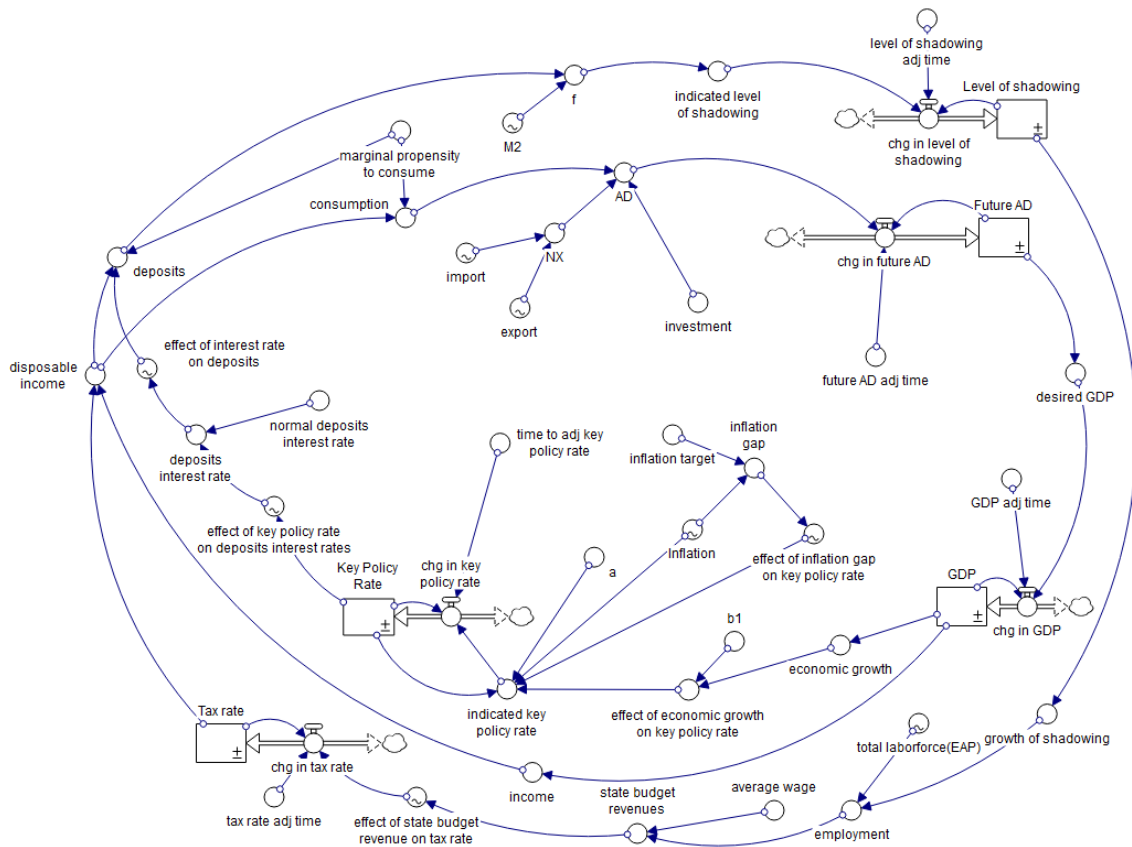 level of shadowing
adj time
Level of shadowing
f
indicated level
of shadowing
M2
chg in level of
shadowing
marginal propensity
to consume
consumption
AD
Future AD
deposits
import
NX
chg in future AD
export
investment
effect of interest rate
on deposits
disposable
income
future AD adj time
desired GDP
normal deposits
interest rate
deposits
interest rate
time to adj key
policy rate
inflation
gap
inflation target
GDP adj time
effect of key policy rate
on deposits interest rates
Inflation
effect of inflation gap
on key policy rate
Key Policy
Rate
chg in key
policy rate
a
GDP
b1
chg in GDP
economic growth
indicated key
policy rate
effect of economic growth
on key policy rate
Tax rate
total laborforce(EAP)
growth of shadowing
chg in tax rate
income
state budget
revenues
average wage
tax rate adj time
effect of state budget
revenue on tax rate
employment